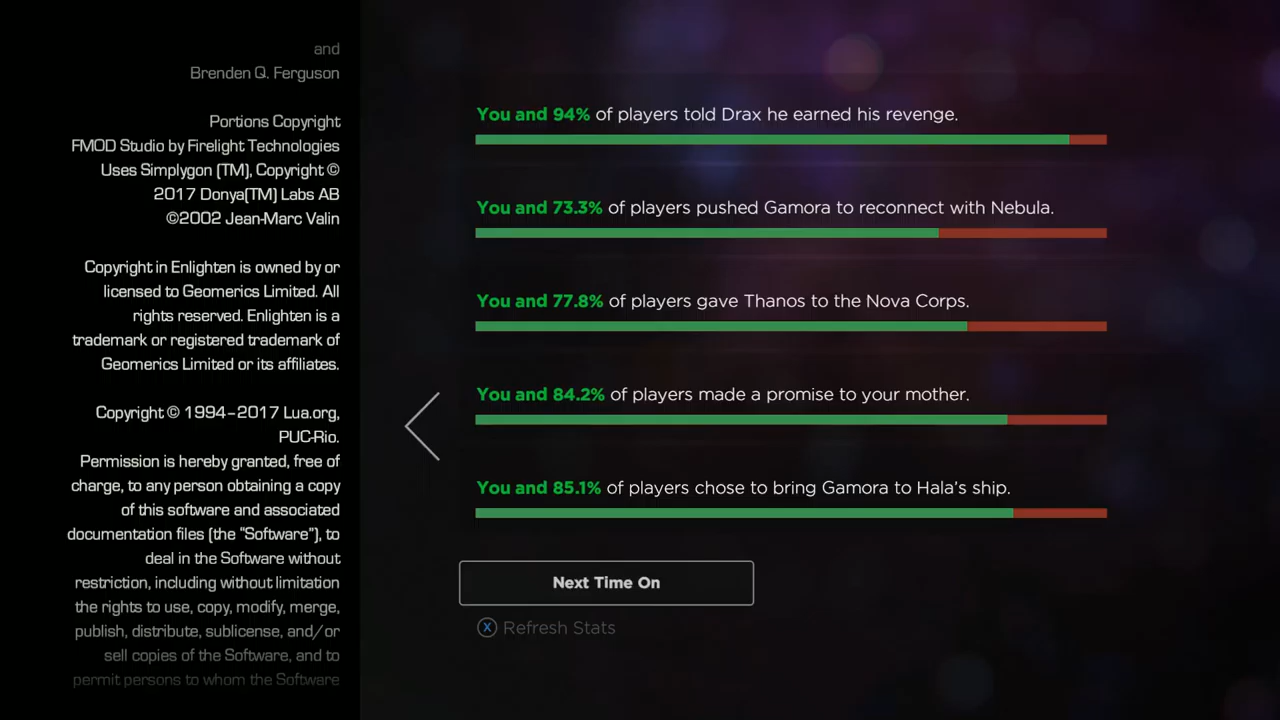 and
Brenden Q. Ferguson
Portions Copyright
FMOD Studio by Firelight Technologies
Uses Simplygon (TM), Copyright ©
2017 Donya(TM) Labs AB
©2002 Jean-Marc Valin
Copyright in Enlighten is owned by or
licensed to Geomerics Limited. All
rights reserved. Enlighten is a
trademark or registered trademark of
Geomerics Limited or its affiliates.
Copyright © 1994-2017 Lua.org,
PUC-Rio.
Permission is hereby granted, free of
charge, to any person obtaining a copy
of this software and associated
documentation files (the “Software”), to
deal in the Software without
restriction, including without limitation
the rights to use, copy, modify, merge,
publish, distribute, sublicense, and/or
sell copies of the Software, and to
permit persons to whom the Software
You and 94% of players told Drax he earned his revenge.
You and 73.3% of players pushed Gamora to reconnect with Nebula.
You and 77.8% of players gave Thanos to the Nova Corps.
You and 84.2% of players made a promise to your mother.
You and 85.1% of players chose to bring Gamora to Hala’s ship.
Next Time On
X Refresh Stats